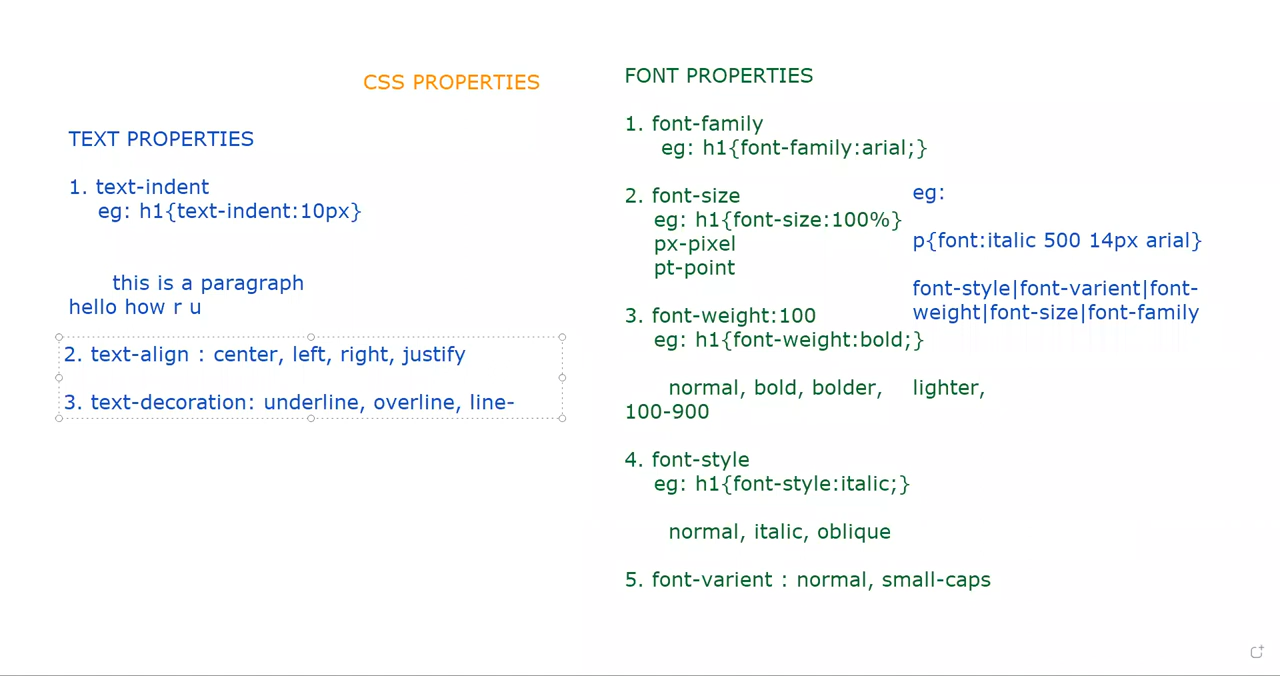 CSS PROPERTIES
TEXT PROPERTIES
1. text-indent
eg: h1{text-indent:10px}
this is a paragraph
hello how r u
2. text-align : center, left, right, justify
3. text-decoration: underline, overline, line-
FONT PROPERTIES
1. font-family
eg: h1{font-family:arial;}
2. font-size
eg: h1{font-size:100%}
px-pixel
pt-point
3. font-weight:100
eg: h1{font-weight:bold;}
normal, bold, bolder, lighter,
100-900
4. font-style
eg: h1{font-style:italic;}
normal, italic, oblique
5. font-varient : normal, small-caps
eg:
p{font:italic 500 14px arial}
font-style|font-varient|font-
weight|font-size|font-family